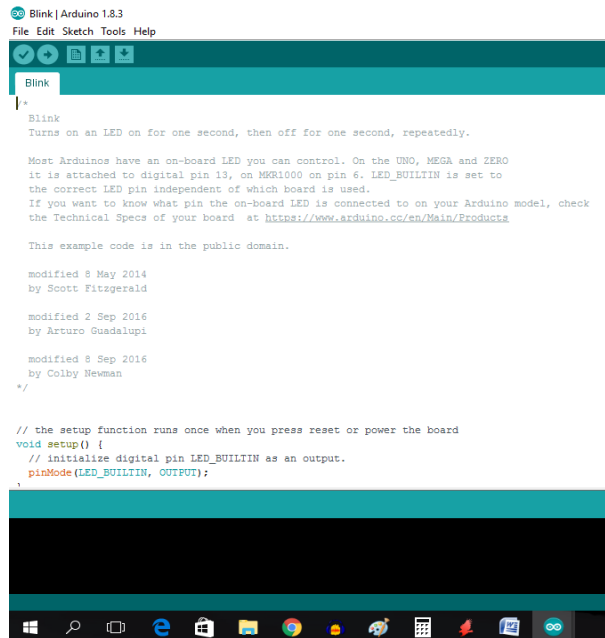 Blink | Arduino 1.8.3
File Edit Sketch Tools Help
Blink
/*
Blink
Turns on an LED on for one second, then off for one second, repeatedly.
Most Arduinos have an on-board LED you can control. On the UNO, MEGA and ZERO
it is attached to digital pin 13, on MKR1000 on pin 6. LED_BUILTIN is set to
the correct LED pin independent of which board is used.
If you want to know what pin the on-board LED is connected to on your Arduino model, check
the Technical Specs of your board at https://www.arduino.cc/en/Main/Products
This example code is in the public domain.
modified 8 May 2014
by Scott Fitzgerald
modified 2 Sep 2016
by Arturo Guadalupi
modified 8 Sep 2016
by Colby Newman
*/
// the setup function runs once when you press reset or power the board
void setup() {
// initialize digital pin LED_BUILTIN as an output.
pinMode(LED_BUILTIN, OUTPUT);